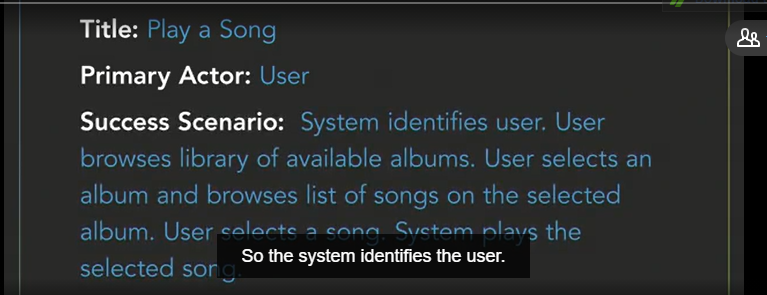 Title: Play a Song
Primary Actor: User
Success Scenario: System identifies user. User
browses library of available albums. User selects an
album and browses list of songs on the selected
album. User selects a song. System plays the
selected song.
So the system identifies the user.